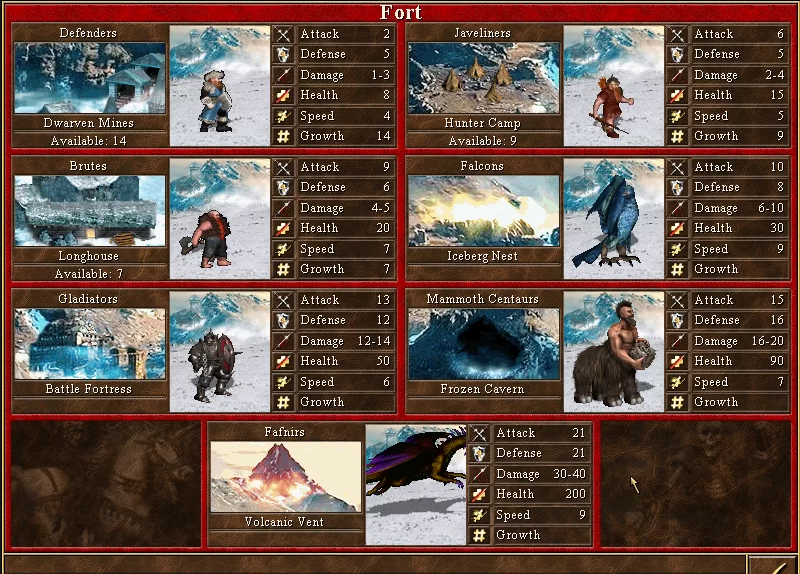 Fort
Defenders
Dwarven Mines
Available: 14
Attack 2
Defense 5
Damage 1-3
Health 8
Speed 4
Growth 14
Javeliners
Hunter Camp
Available: 9
Attack 6
Defense 5
Damage 2-4
Health 15
Speed 5
Growth 9
Brutes
Longhouse
Available: 7
Attack 9
Defense 6
Damage 4-5
Health 20
Speed 7
Growth 7
Falcons
Iceberg Nest
Attack 10
Defense 8
Damage 6-10
Health 30
Speed 9
Growth
Gladiators
Battle Fortress
Attack 13
Defense 12
Damage 12-14
Health 50
Speed 6
Growth
Mammoth Centaurs
Frozen Cavern
Attack 15
Defense 16
Damage 16-20
Health 90
Speed 7
Growth
Fafnirs
Volcanic Vent
Attack 21
Defense 21
Damage 30-40
Health 200
Speed 9
Growth